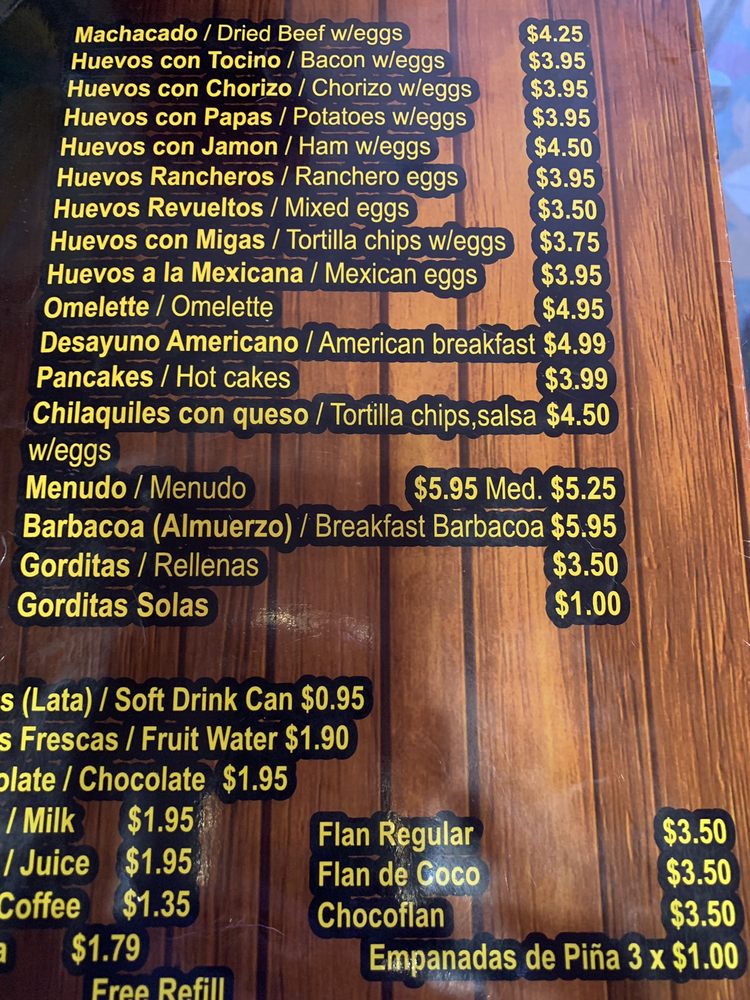 Machacado / Dried Beef w/eggs $4.25
Huevos con Tocino / Bacon w/eggs $3.95
Huevos con Chorizo / Chorizo w/eggs $3.95
Huevos con Papas / Potatoes w/eggs $3.95
Huevos con Jamon / Ham w/eggs $4.50
Huevos Rancheros / Ranchero eggs $3.95
Huevos Revueltos / Mixed eggs $3.50
Huevos con Migas / Tortilla chips w/eggs $3.75
Huevos a la Mexicana / Mexican eggs $3.95
Omelette / Omelette $4.95
Desayuno Americano / American breakfast $4.99
Pancakes / Hot cakes $3.99
Chilaquiles con queso / Tortilla chips,salsa $4.50
w/eggs
Menudo / Menudo $5.95 Med. $5.25
Barbacoa (Almuerzo) / Breakfast Barbacoa $5.95
Gorditas / Rellenas $3.50
Gorditas Solas $1.00
s (Lata) / Soft Drink Can $0.95
s Frescas / Fruit Water $1.90
olate / Chocolate $1.95
/ Milk $1.95
/ Juice $1.95
Coffee $1.35
a $1.79
Free Refill
Flan Regular $3.50
Flan de Coco $3.50
Chocoflan $3.50
Empanadas de Piña 3 x $1.00